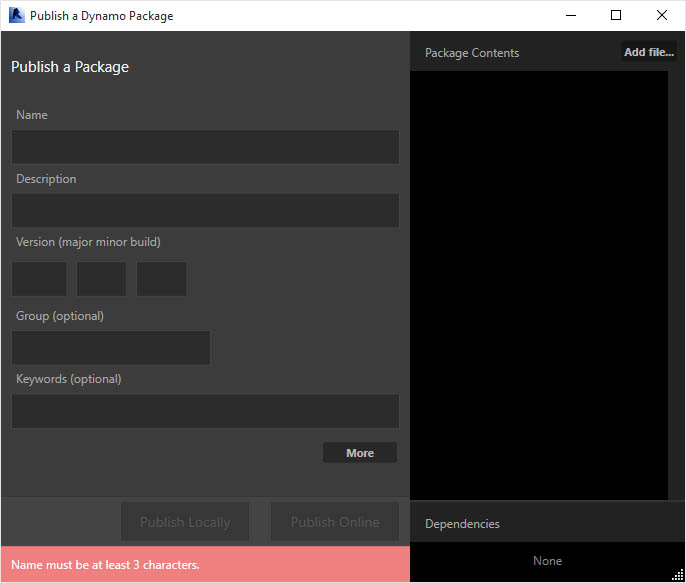 Publish a Dynamo Package
Publish a Package
Name
Description
Version (major minor build)
Group (optional)
Keywords (optional)
More
Publish Locally
Publish Online
Name must be at least 3 characters.
Package Contents
Add file...
Dependencies
None